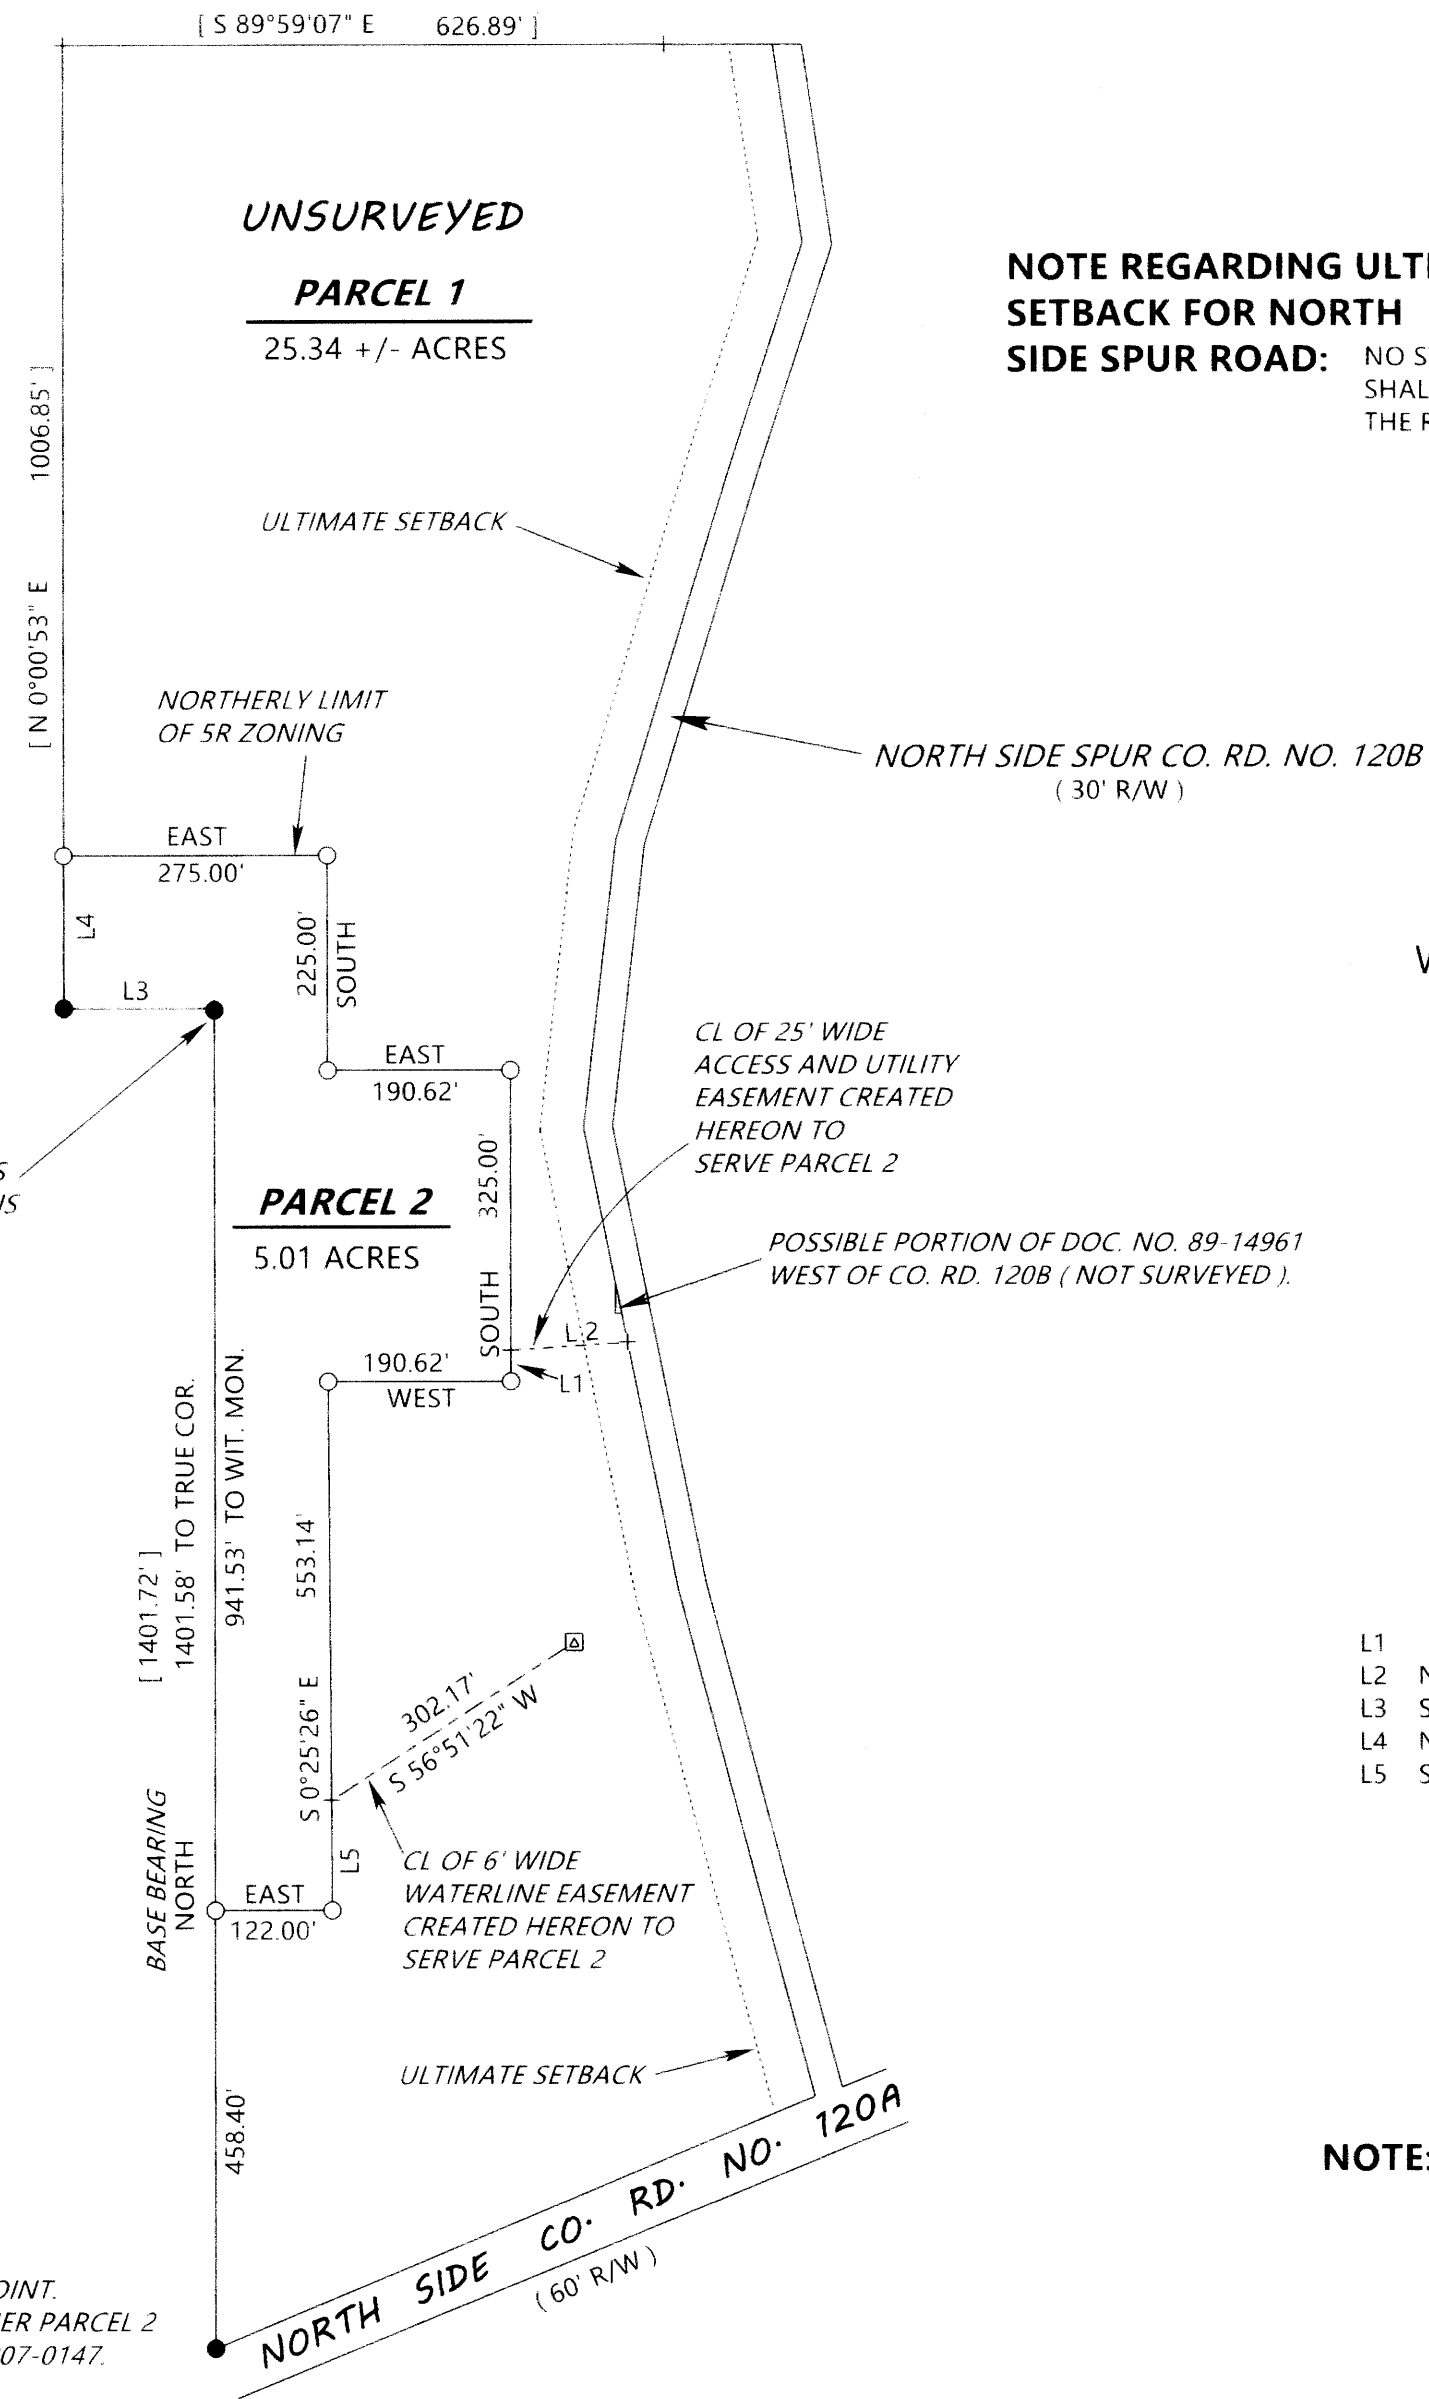 [ S 89°59'07" E 626.89' ]
UNSURVEYED
PARCEL 1
25.34 +/- ACRES
NOTE REGARDING
SETBACK FOR NORTH
SIDE SPUR ROAD:
NO
THE
[ N 0°00'53" E 1006.85' ]
ULTIMATE SETBACK
NORTHERLY LIMIT
OF 5R ZONING
NORTH SIDE SPUR CO. RD. NO. 120B
( 30' R/W )
EAST
275.00'
L4
225.00'
SOUTH
L3
EAST
190.62'
CL OF 25' WIDE
ACCESS AND UTILITY
EASEMENT CREATED
HEREON TO
SERVE PARCEL 2
PARCEL 2
5.01 ACRES
SOUTH 325.00'
POSSIBLE PORTION OF DOC. NO. 89-14961
WEST OF CO. RD. 120B ( NOT SURVEYED ).
L2
L1
190.62'
WEST
[ 1401.72' ]
1401.58' TO TRUE COR.
941.53' TO WIT. MON.
S 0°25'26" E 553.14'
302.17'
S 56°51'22" W
L1
L2 N
L3 S
L4 N
L5 S
BASE BEARING
NORTH
L5
CL OF 6' WIDE
WATERLINE EASEMENT
CREATED HEREON TO
SERVE PARCEL 2
EAST
122.00'
ULTIMATE SETBACK
458.40'
NORTH SIDE CO. RD. NO. 120A
( 60' R/W )
NOTE:
PARCEL 2
07-0147.